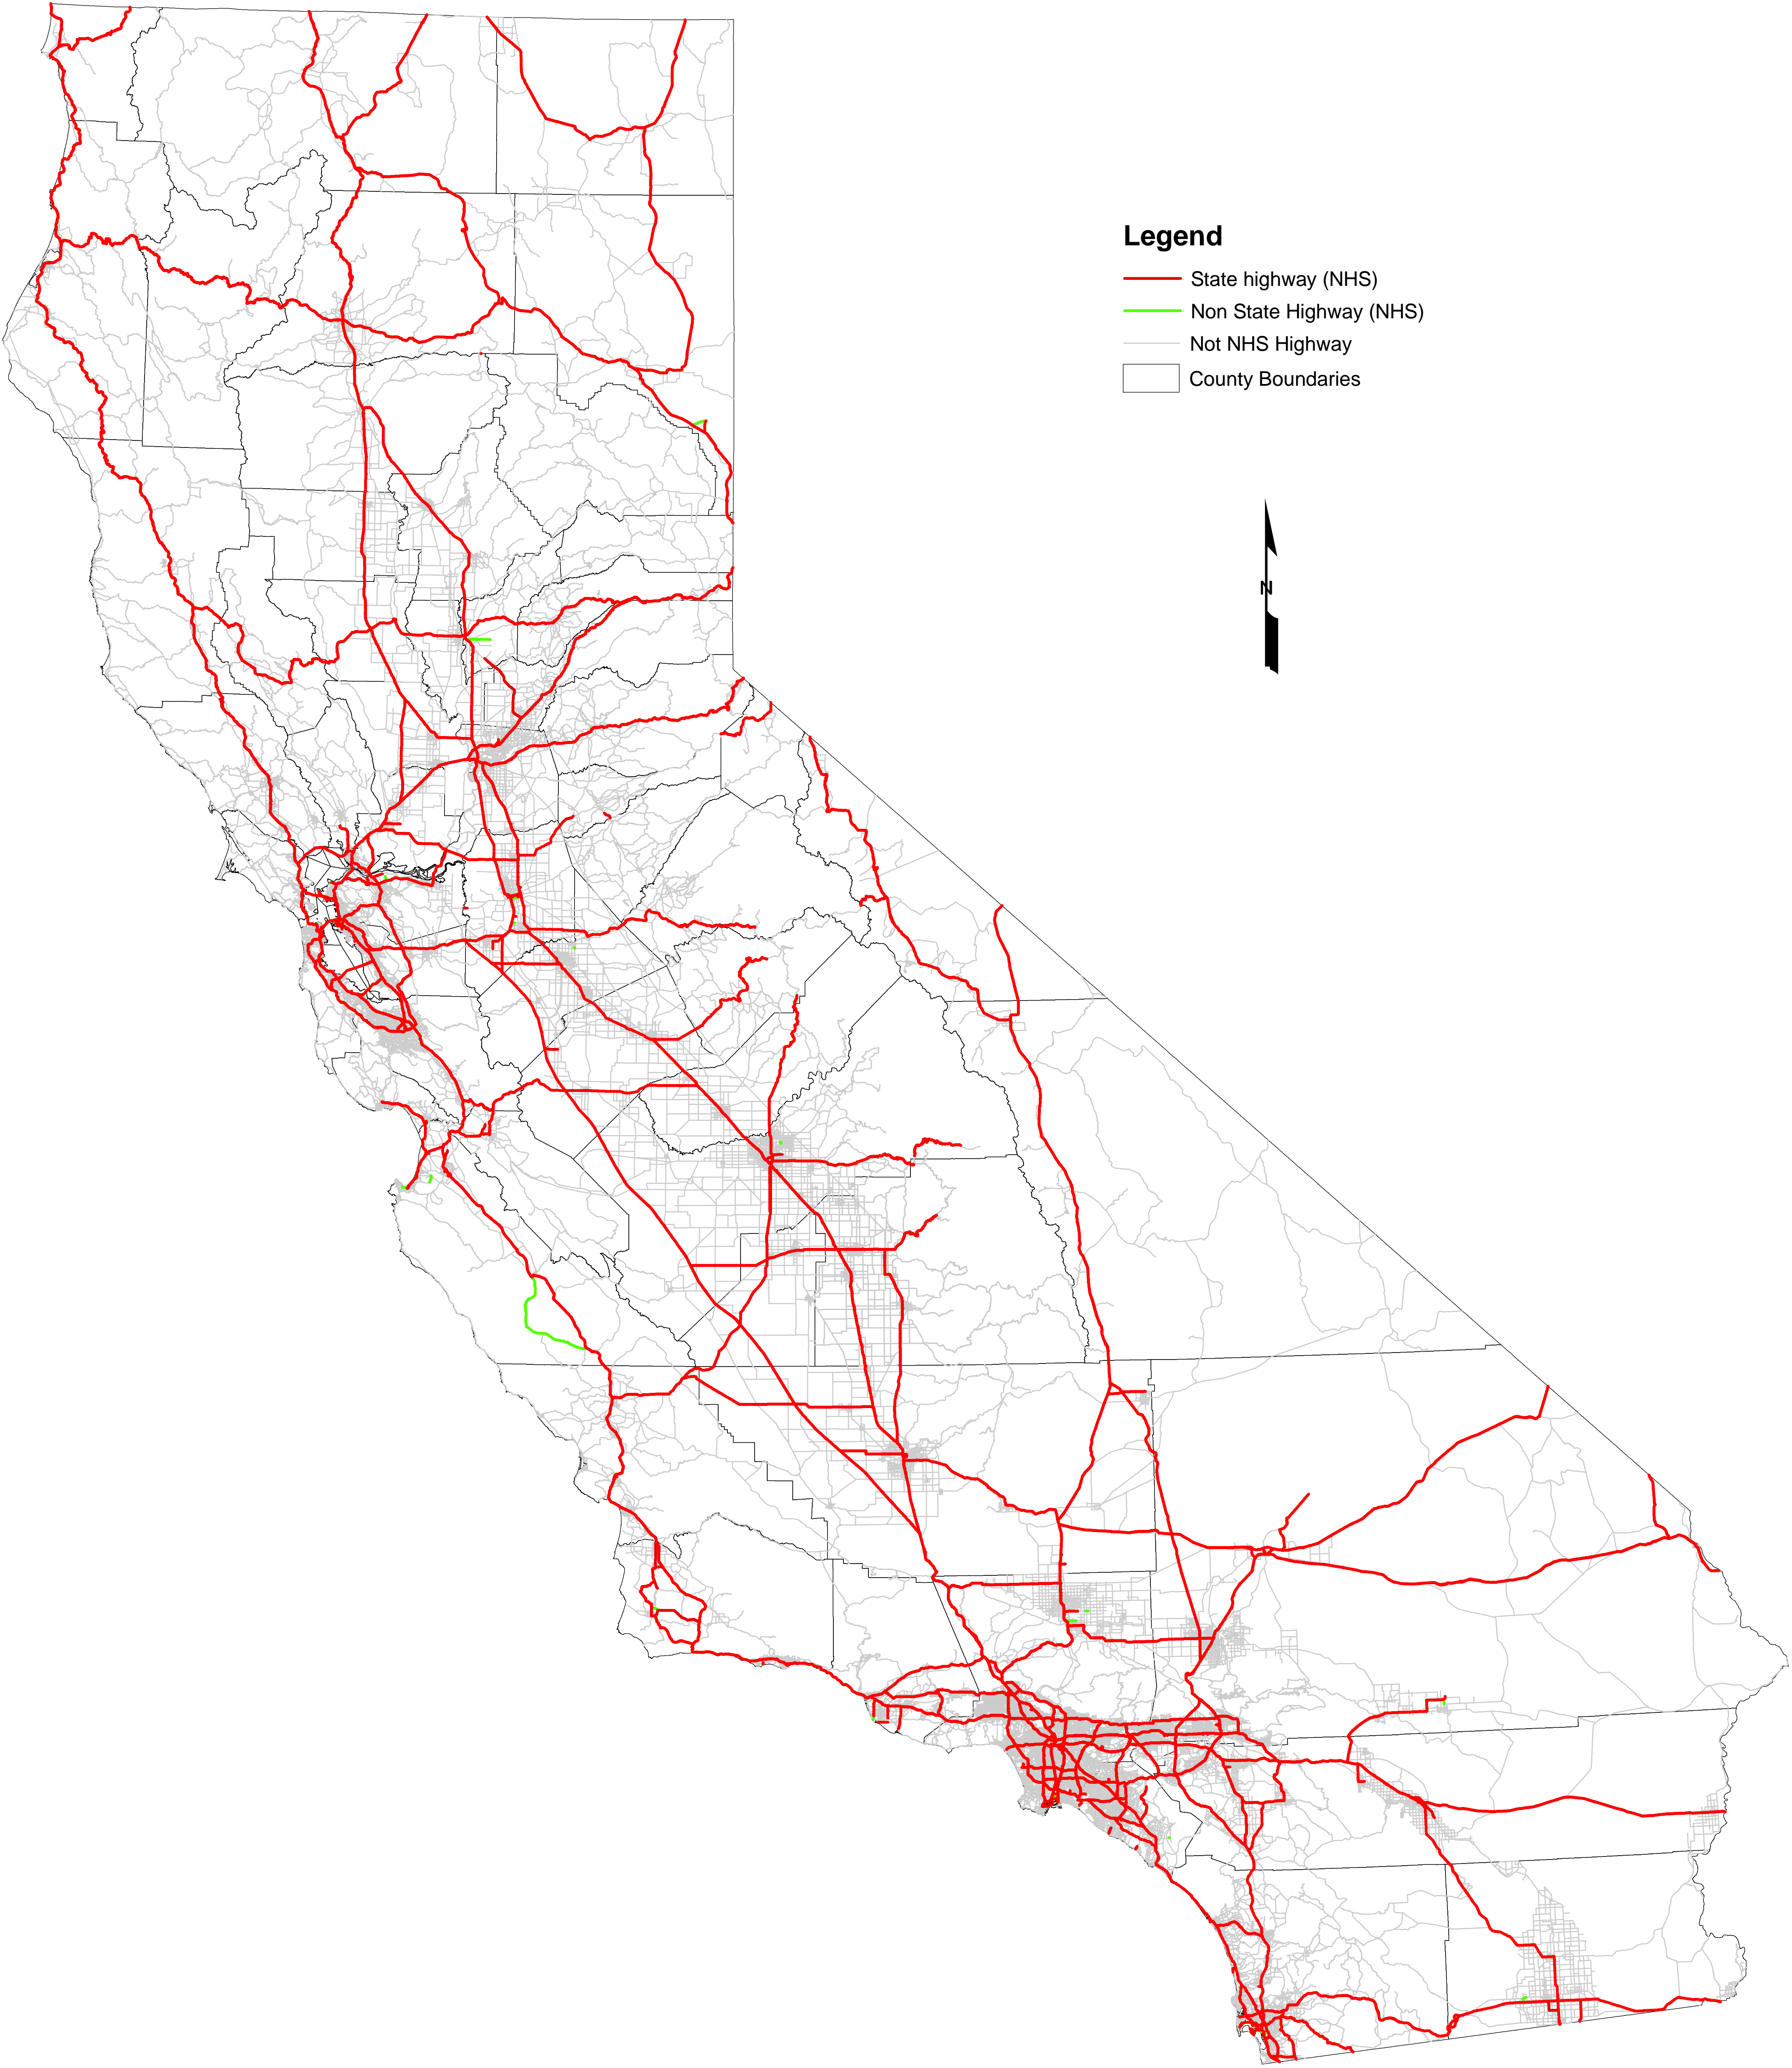 Legend
State highway (NHS)
Non State Highway (NHS)
Not NHS Highway
County Boundaries
N